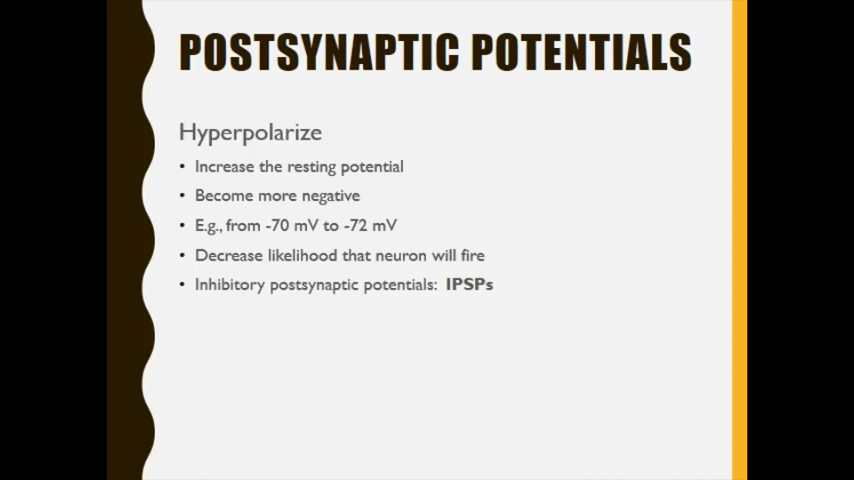 POSTSYNAPTIC POTENTIALS
Hyperpolarize
• Increase the resting potential
• Become more negative
• E.g., from -70 mV to -72 mV
• Decrease likelihood that neuron will fire
• Inhibitory postsynaptic potentials: IPSPs